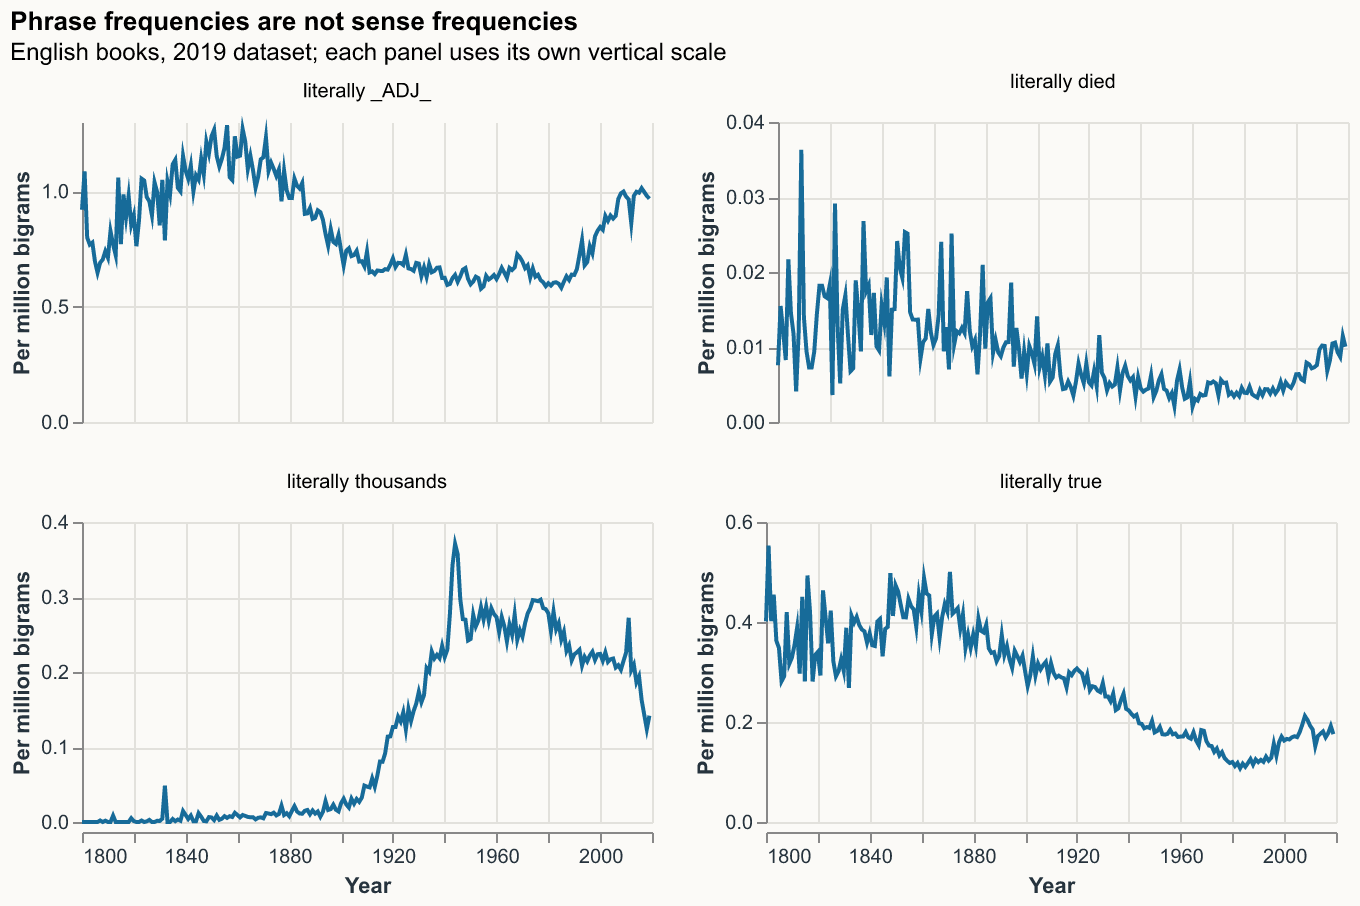 Phrase frequencies are not sense frequencies
English books, 2019 dataset; each panel uses its own vertical scale
literally _ADJ_
Per million bigrams
1.0
0.5
0.0
literally died
Per million bigrams
0.04
0.03
0.02
0.01
0.00
literally thousands
Per million bigrams
0.4
0.3
0.2
0.1
0.0
1800 1840 1880 1920 1960 2000
Year
literally true
Per million bigrams
0.6
0.4
0.2
0.0
1800 1840 1880 1920 1960 2000
Year